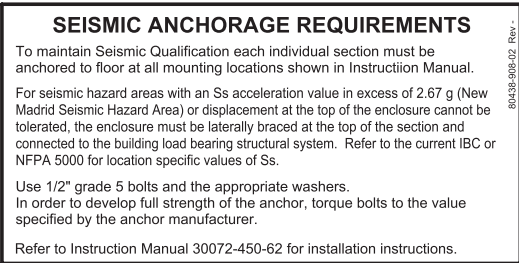 SEISMIC ANCHORAGE REQUIREMENTS
To maintain Seismic Qualification each individual section must be
anchored to floor at all mounting locations shown in Instructiion Manual.
For seismic hazard areas with an Ss acceleration value in excess of 2.67 g (New
Madrid Seismic Hazard Area) or displacement at the top of the enclosure cannot be
tolerated, the enclosure must be laterally braced at the top of the section and
connected to the building load bearing structural system.  Refer to the current IBC or
NFPA 5000 for location specific values of Ss.
Use 1/2" grade 5 bolts and the appropriate washers.
In order to develop full strength of the anchor, torque bolts to the value
specified by the anchor manufacturer.
Refer to Instruction Manual 30072-450-62 for installation instructions.
80438-908-02 Rev -